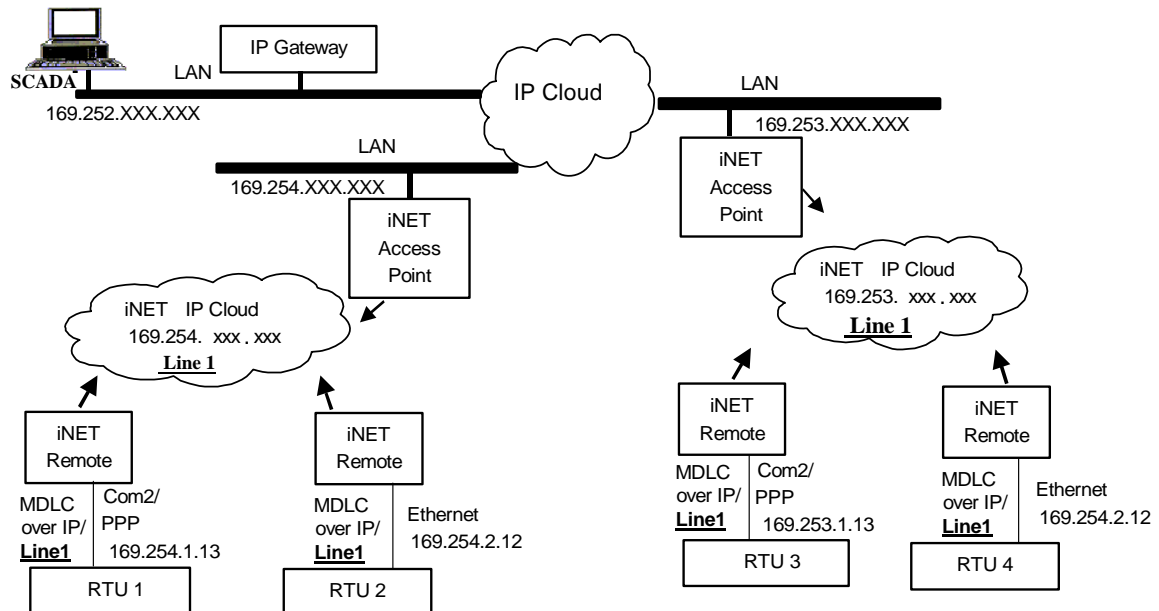 IP Gateway
SCADA
LAN
169.252.XXX.XXX
IP Cloud
LAN
169.253.XXX.XXX
iNET
Access
Point
LAN
169.254.XXX.XXX
iNET
Access
Point
iNET IP Cloud
169.254. xxx . xxx
Line 1
iNET IP Cloud
169.253. xxx . xxx
Line 1
iNET
Remote
MDLC
over IP/
Line1
Com2/
PPP
169.254.1.13
RTU 1
iNET
Remote
MDLC
over IP/
Line1
Ethernet
169.254.2.12
RTU 2
iNET
Remote
MDLC
over IP/
Line1
Com2/
PPP
169.253.1.13
RTU 3
iNET
Remote
MDLC
over IP/
Line1
Ethernet
169.254.2.12
RTU 4